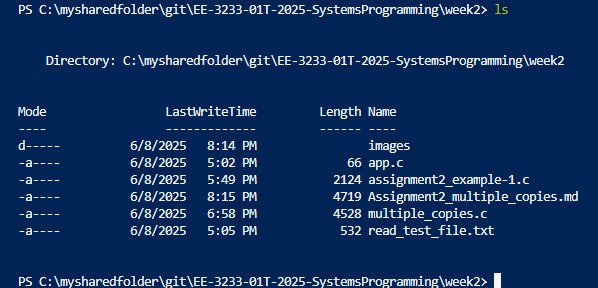 PS C:\mysharedfolder\git\EE-3233-01T-2025-SystemsProgramming\week2> ls
Directory: C:\mysharedfolder\git\EE-3233-01T-2025-SystemsProgramming\week2
Mode                LastWriteTime         Length Name
----                -------------         ------ ----
d-----         6/8/2025   8:14 PM                images
-a----         6/8/2025   5:02 PM             66 app.c
-a----         6/8/2025   5:49 PM           2124 assignment2_example-1.c
-a----         6/8/2025   8:15 PM           4719 Assignment2_multiple_copies.md
-a----         6/8/2025   6:58 PM           4528 multiple_copies.c
-a----         6/8/2025   5:05 PM            532 read_test_file.txt
PS C:\mysharedfolder\git\EE-3233-01T-2025-SystemsProgramming\week2>